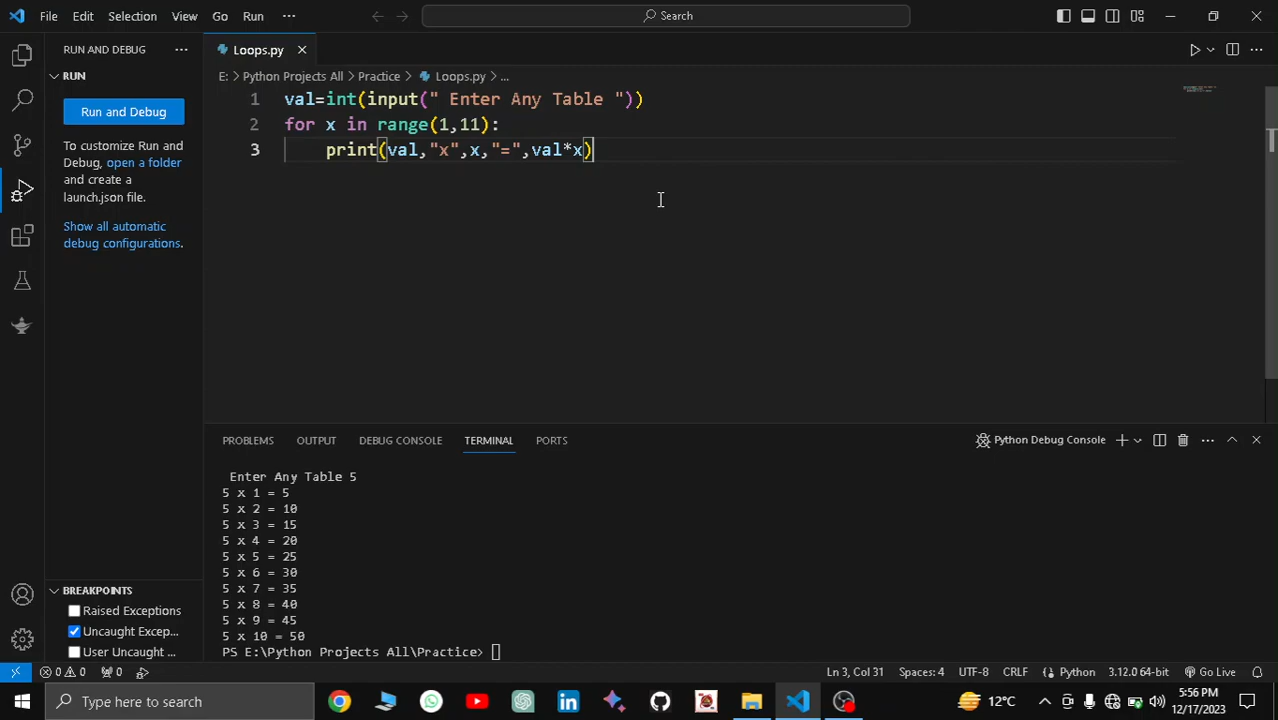 File Edit Selection View Go Run ··· Search
RUN AND DEBUG ···
Loops.py
RUN
E: > Python Projects All > Practice > Loops.py > ...
Run and Debug
To customize Run and
Debug, open a folder
and create a
launch.json file.
Show all automatic
debug configurations.
1 val=int(input(" Enter Any Table "))
2 for x in range(1,11):
3 print(val,"x",x,"=",val*x)
PROBLEMS OUTPUT DEBUG CONSOLE TERMINAL PORTS Python Debug Console
Enter Any Table 5
5 x 1 = 5
5 x 2 = 10
5 x 3 = 15
5 x 4 = 20
5 x 5 = 25
5 x 6 = 30
5 x 7 = 35
5 x 8 = 40
5 x 9 = 45
5 x 10 = 50
PS E:\Python Projects All\Practice>
BREAKPOINTS
Raised Exceptions
Uncaught Excep...
User Uncaught ...
0 0 0 Ln 3, Col 31 Spaces: 4 UTF-8 CRLF Python 3.12.0 64-bit Go Live
Type here to search 12°C 5:56 PM
12/17/2023